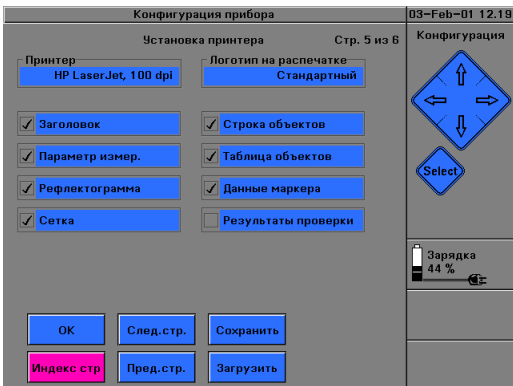 Конфигурация прибора
03-Feb-01 12.19
Установка принтера Стр. 5 из 6
Конфигурация
Принтер
HP LaserJet, 100 dpi
Логотип на распечатке
Стандартный
Заголовок
Строка объектов
Параметр измер.
Таблица объектов
Рефлектограмма
Данные маркера
Сетка
Результаты проверки
Select
Зарядка
44 %
OK
След.стр.
Сохранить
Индекс стр
Пред.стр.
Загрузить